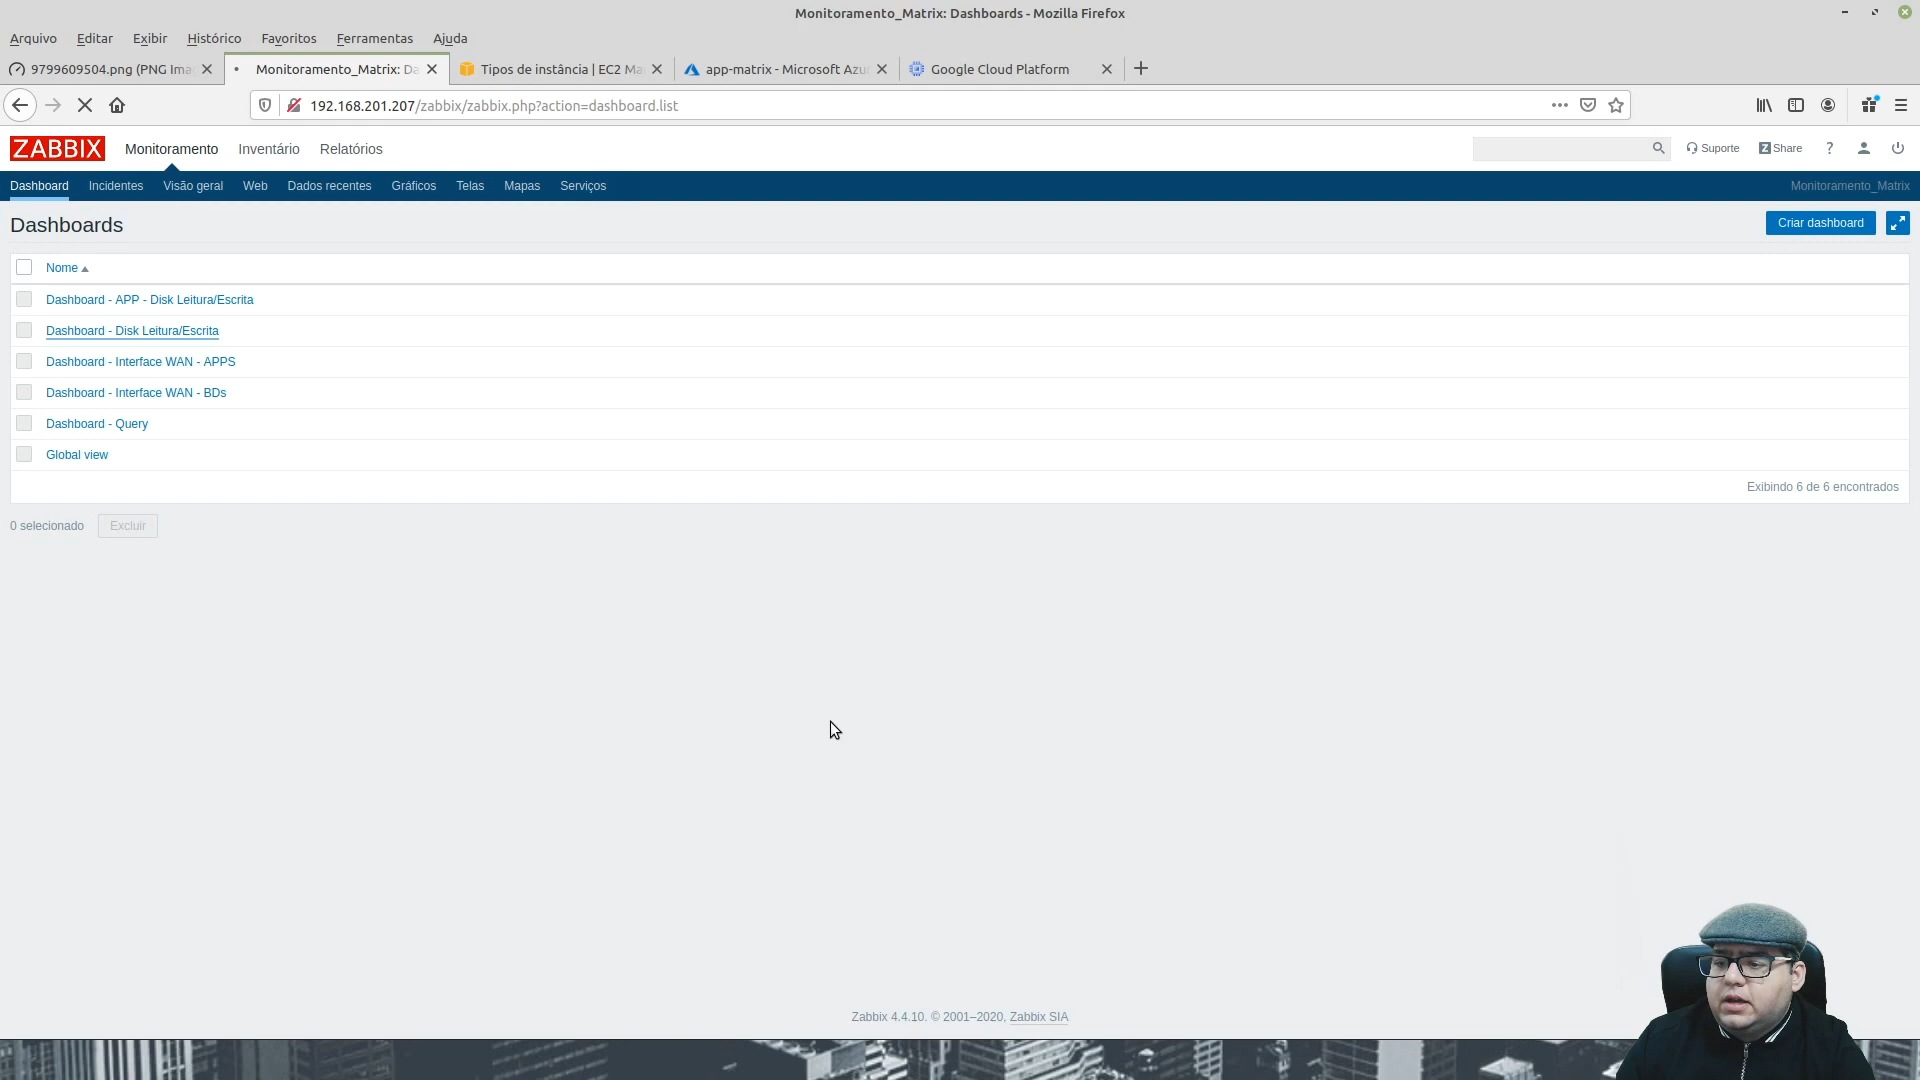 Monitoramento_Matrix: Dashboards - Mozilla Firefox
Arquivo Editar Exibir Histórico Favoritos Ferramentas Ajuda
9799609504.png (PNG Ima Monitoramento_Matrix: Da Tipos de instância | EC2 Ma app-matrix - Microsoft Azu Google Cloud Platform
192.168.201.207/zabbix/zabbix.php?action=dashboard.list
ZABBIX Monitoramento Inventário Relatórios Suporte Z Share ?
Dashboard Incidentes Visão geral Web Dados recentes Gráficos Telas Mapas Serviços Monitoramento_Matrix
Dashboards Criar dashboard
Nome
Dashboard - APP - Disk Leitura/Escrita
Dashboard - Disk Leitura/Escrita
Dashboard - Interface WAN - APPS
Dashboard - Interface WAN - BDs
Dashboard - Query
Global view
Exibindo 6 de 6 encontrados
0 selecionado Excluir
Zabbix 4.4.10. © 2001–2020, Zabbix SIA